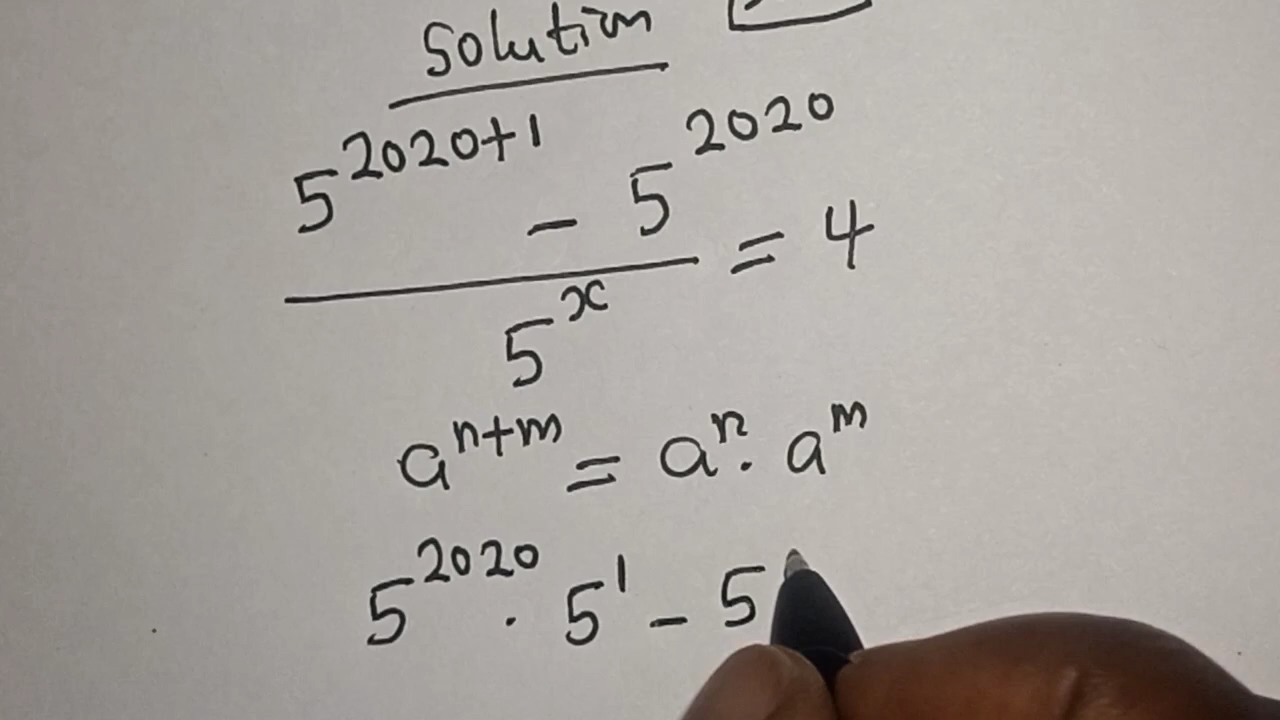 Solution
5^{2020+1} - 5^{2020}
———— = 4
5^x
a^{n+m} = a^n · a^m
5^{2020} · 5^1 - 5